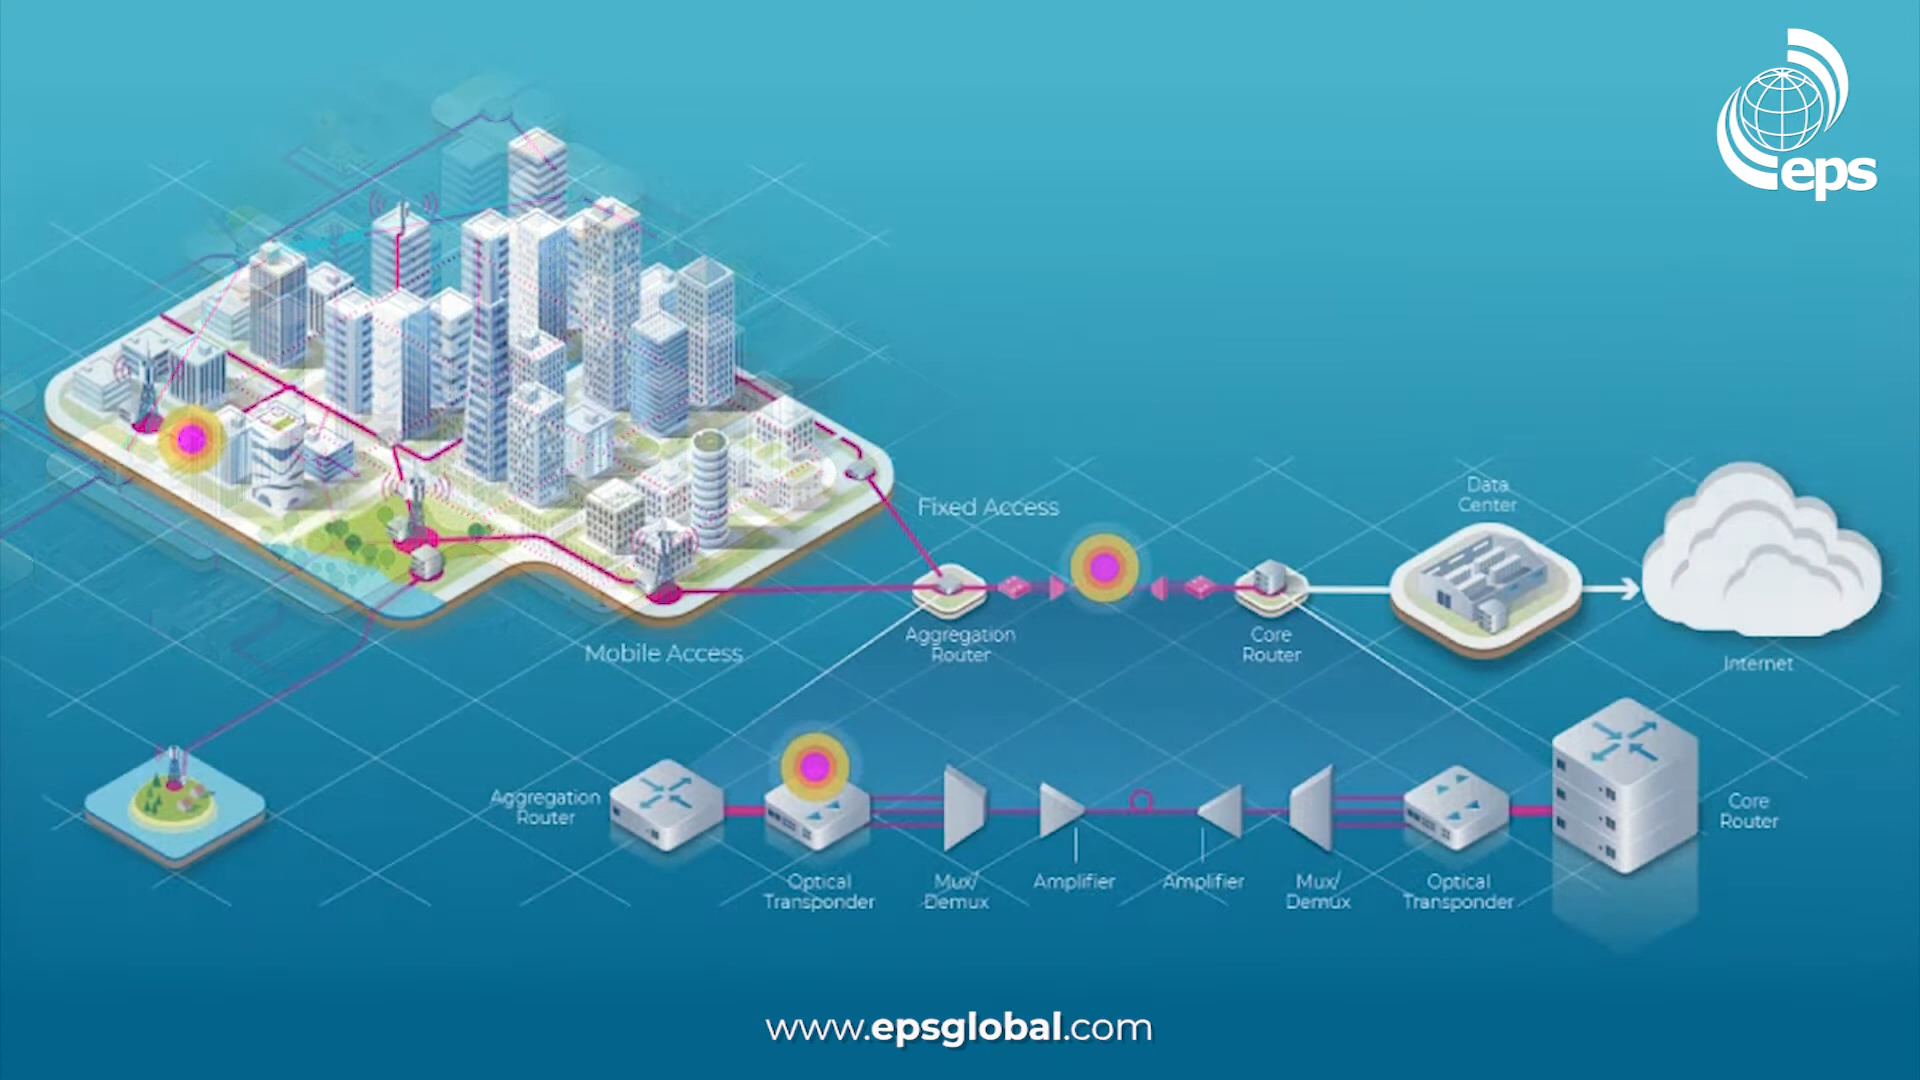 eps
Data
Center
Fixed Access
Aggregation
Router
Core
Router
Mobile Access
Internet
Aggregation
Router
Core
Router
Optical
Transponder
Mux/
Demux
Amplifier
Amplifier
Mux/
Demux
Optical
Transponder
www.epsglobal.com